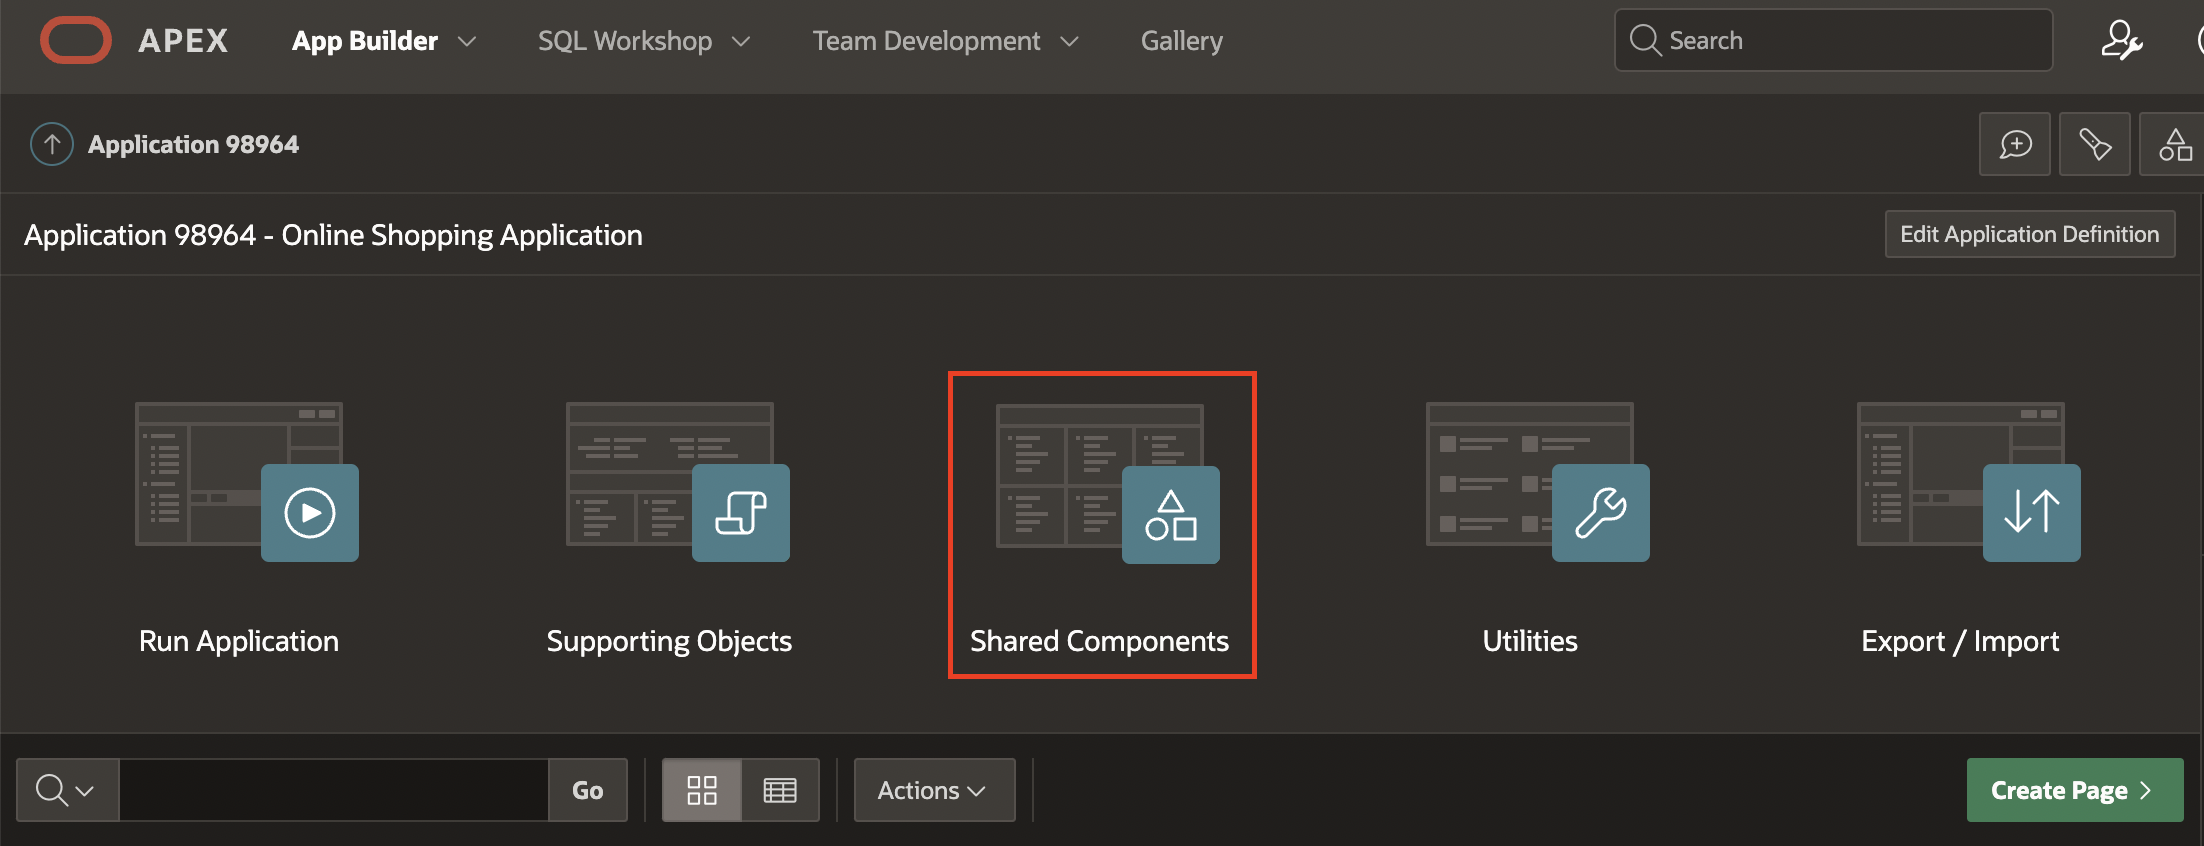 APEX App Builder SQL Workshop Team Development Gallery Search
Application 98964
Application 98964 - Online Shopping Application Edit Application Definition
Run Application Supporting Objects Shared Components Utilities Export / Import
Go Actions Create Page